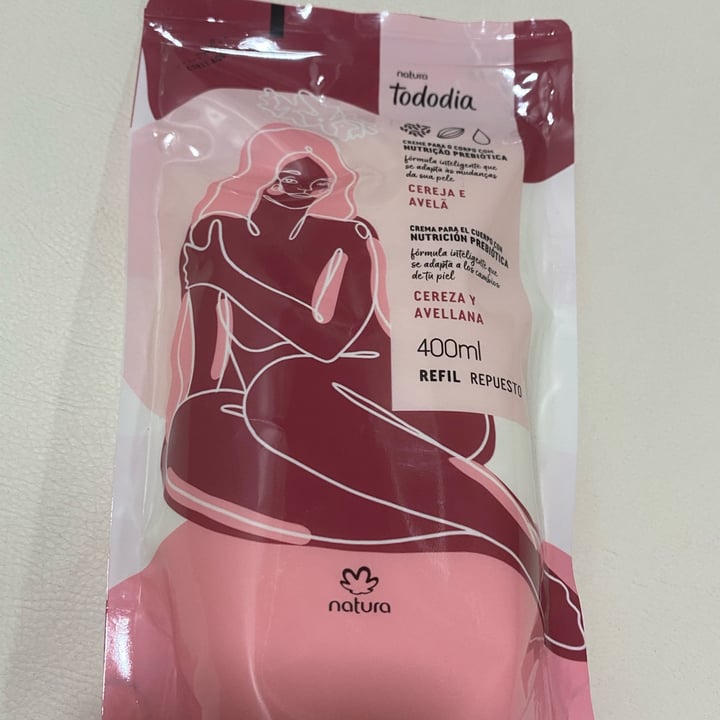 natura
Tododia
CREME PARA O CORPO COM
NUTRIÇÃO PREBIÓTICA
fórmula inteligente que
se adapta às mudanças
da sua pele
CEREJA E
AVELÃ
CREMA PARA EL CUERPO CON
NUTRICIÓN PREBIÓTICA
fórmula inteligente que
se adapta a los cambios
de tu piel
CEREZA Y
AVELLANA
400ml
REFIL REPUESTO
natura